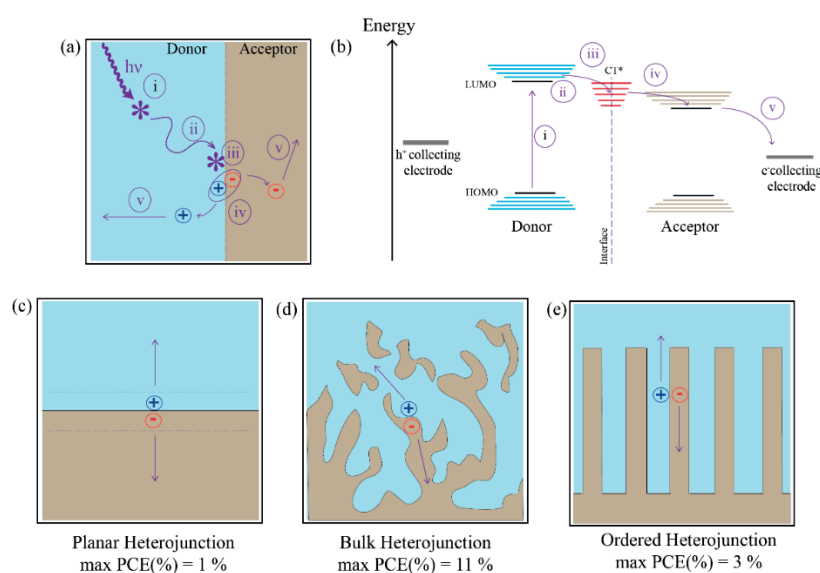 (a)
Donor
Acceptor
hν
i
ii
iii
iv
v
v
+
-
+
-
(b)
Energy
LUMO
HOMO
h⁺collecting
electrode
i
ii
iii
CT*
iv
v
e⁻collecting
electrode
Donor
Interface
Acceptor
(c)
+
-
Planar Heterojunction
max PCE(%) = 1 %
(d)
+
-
Bulk Heterojunction
max PCE(%) = 11 %
(e)
+
-
Ordered Heterojunction
max PCE(%) = 3 %